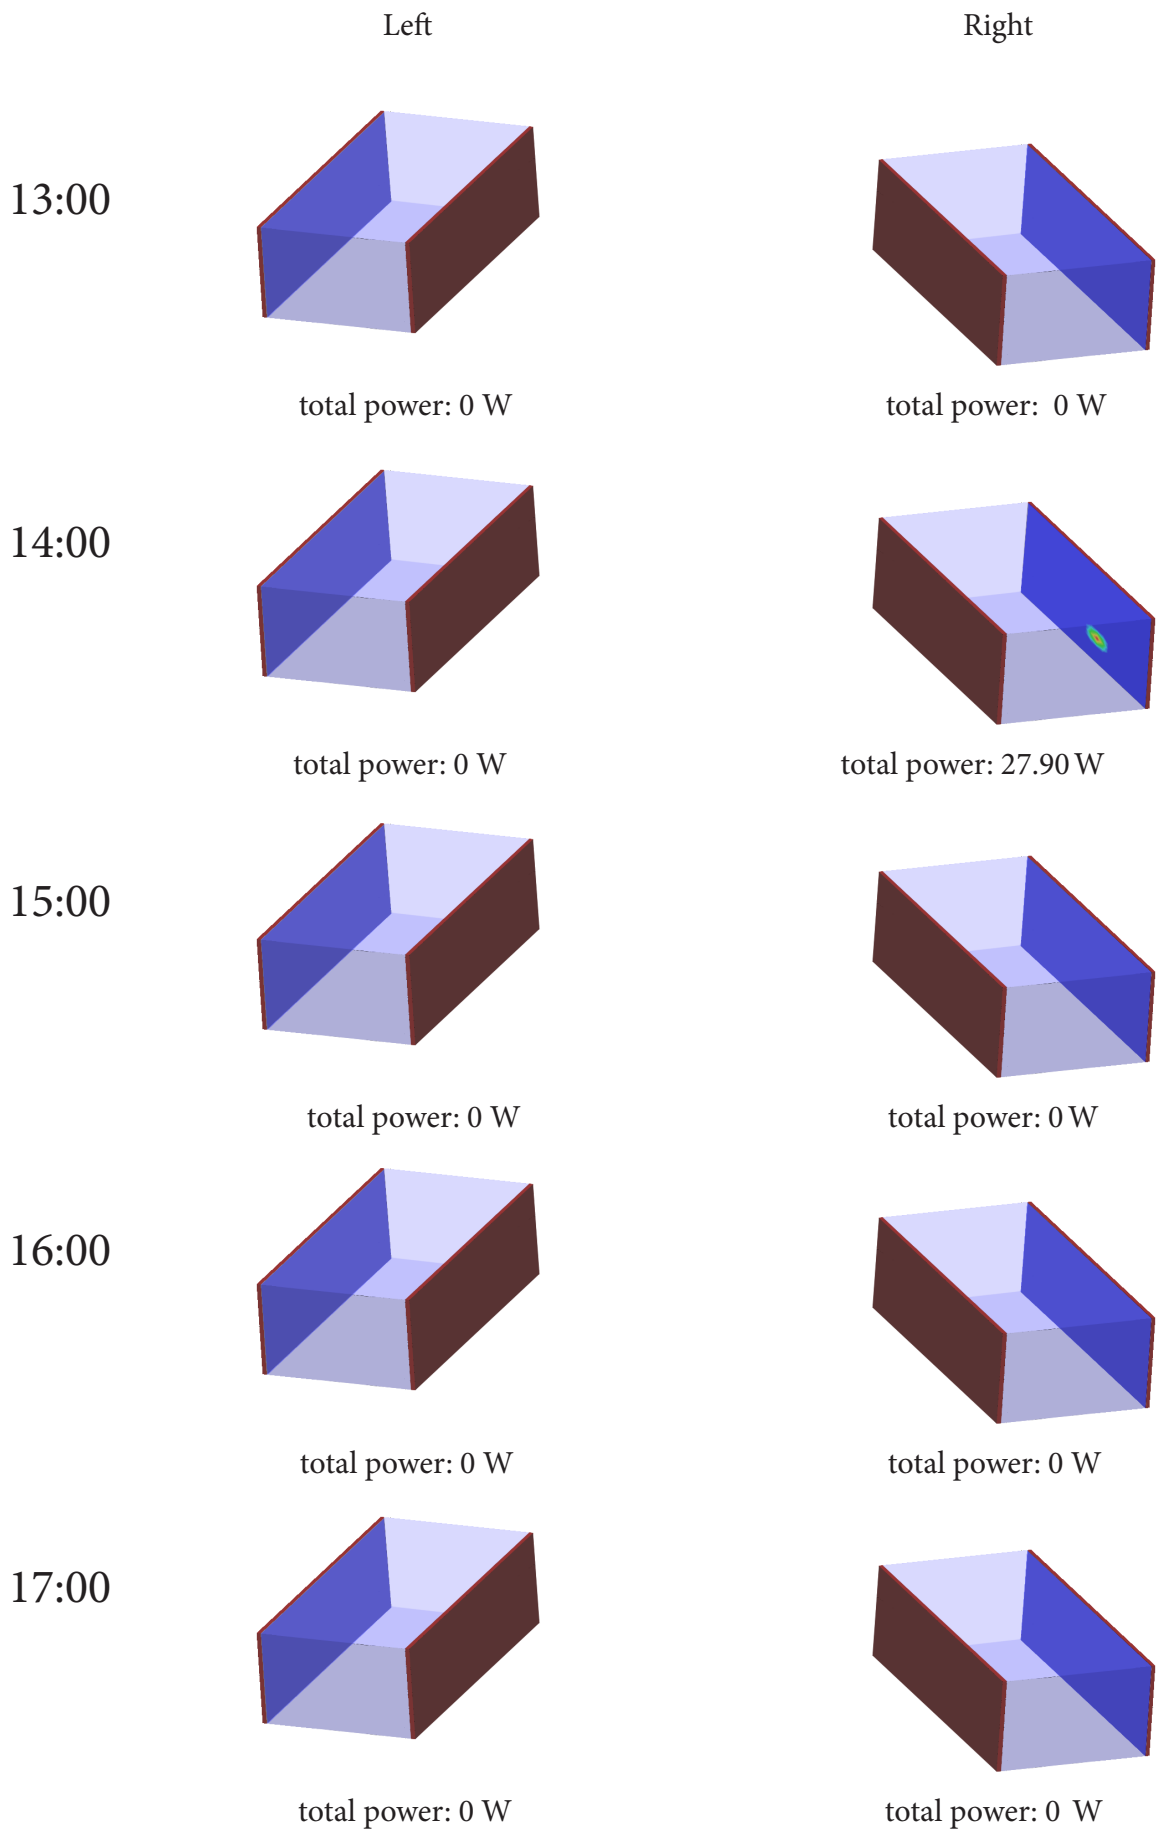 Left Right
13:00
total power: 0 W total power: 0 W
14:00
total power: 0 W total power: 27.90 W
15:00
total power: 0 W total power: 0 W
16:00
total power: 0 W total power: 0 W
17:00
total power: 0 W total power: 0 W